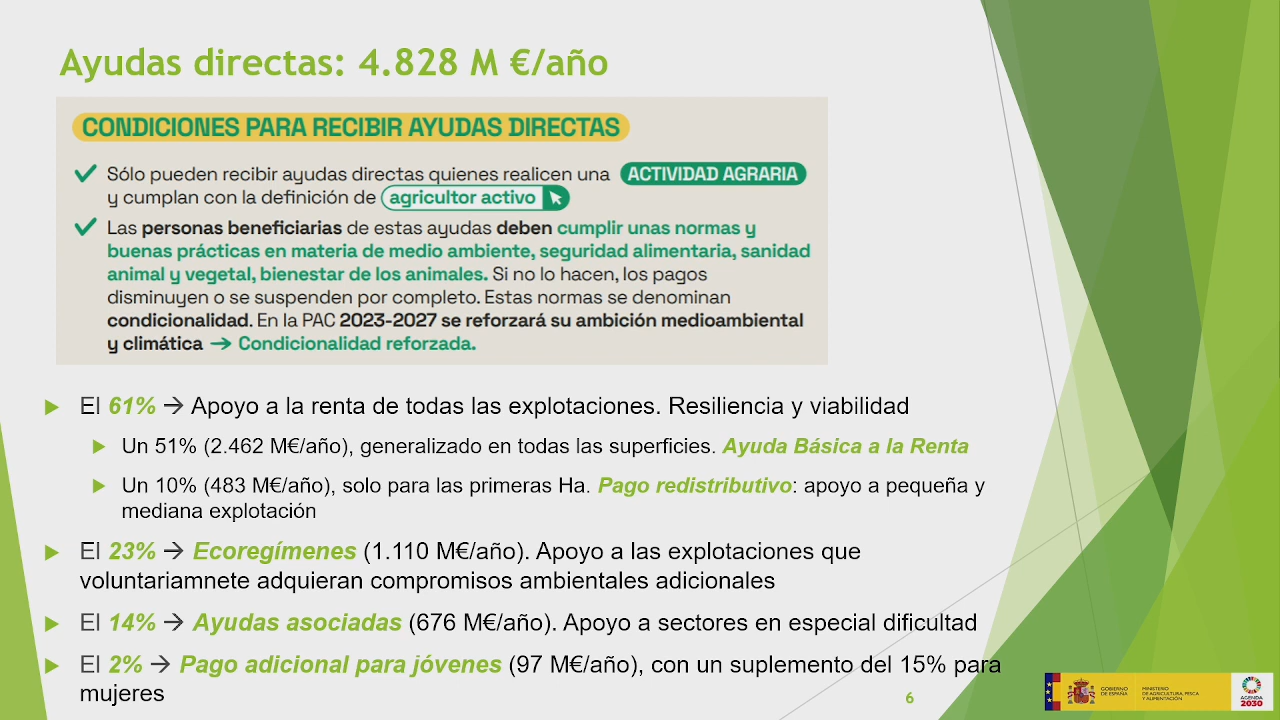 Ayudas directas: 4.828 M €/año
CONDICIONES PARA RECIBIR AYUDAS DIRECTAS
Sólo pueden recibir ayudas directas quienes realicen una ACTIVIDAD AGRARIA
y cumplan con la definición de agricultor activo
Las personas beneficiarias de estas ayudas deben cumplir unas normas y
buenas prácticas en materia de medio ambiente, seguridad alimentaria, sanidad
animal y vegetal, bienestar de los animales. Si no lo hacen, los pagos
disminuyen o se suspenden por completo. Estas normas se denominan
condicionalidad. En la PAC 2023-2027 se reforzará su ambición medioambiental
y climática → Condicionalidad reforzada.
El 61% → Apoyo a la renta de todas las explotaciones. Resiliencia y viabilidad
Un 51% (2.462 M€/año), generalizado en todas las superficies. Ayuda Básica a la Renta
Un 10% (483 M€/año), solo para las primeras Ha. Pago redistributivo: apoyo a pequeña y
mediana explotación
El 23% → Ecoregímenes (1.110 M€/año). Apoyo a las explotaciones que
voluntariamnete adquieran compromisos ambientales adicionales
El 14% → Ayudas asociadas (676 M€/año). Apoyo a sectores en especial dificultad
El 2% → Pago adicional para jóvenes (97 M€/año), con un suplemento del 15% para
mujeres
6
GOBIERNO
DE ESPAÑA
MINISTERIO
DE AGRICULTURA, PESCA
Y ALIMENTACIÓN
AGENDA
2030